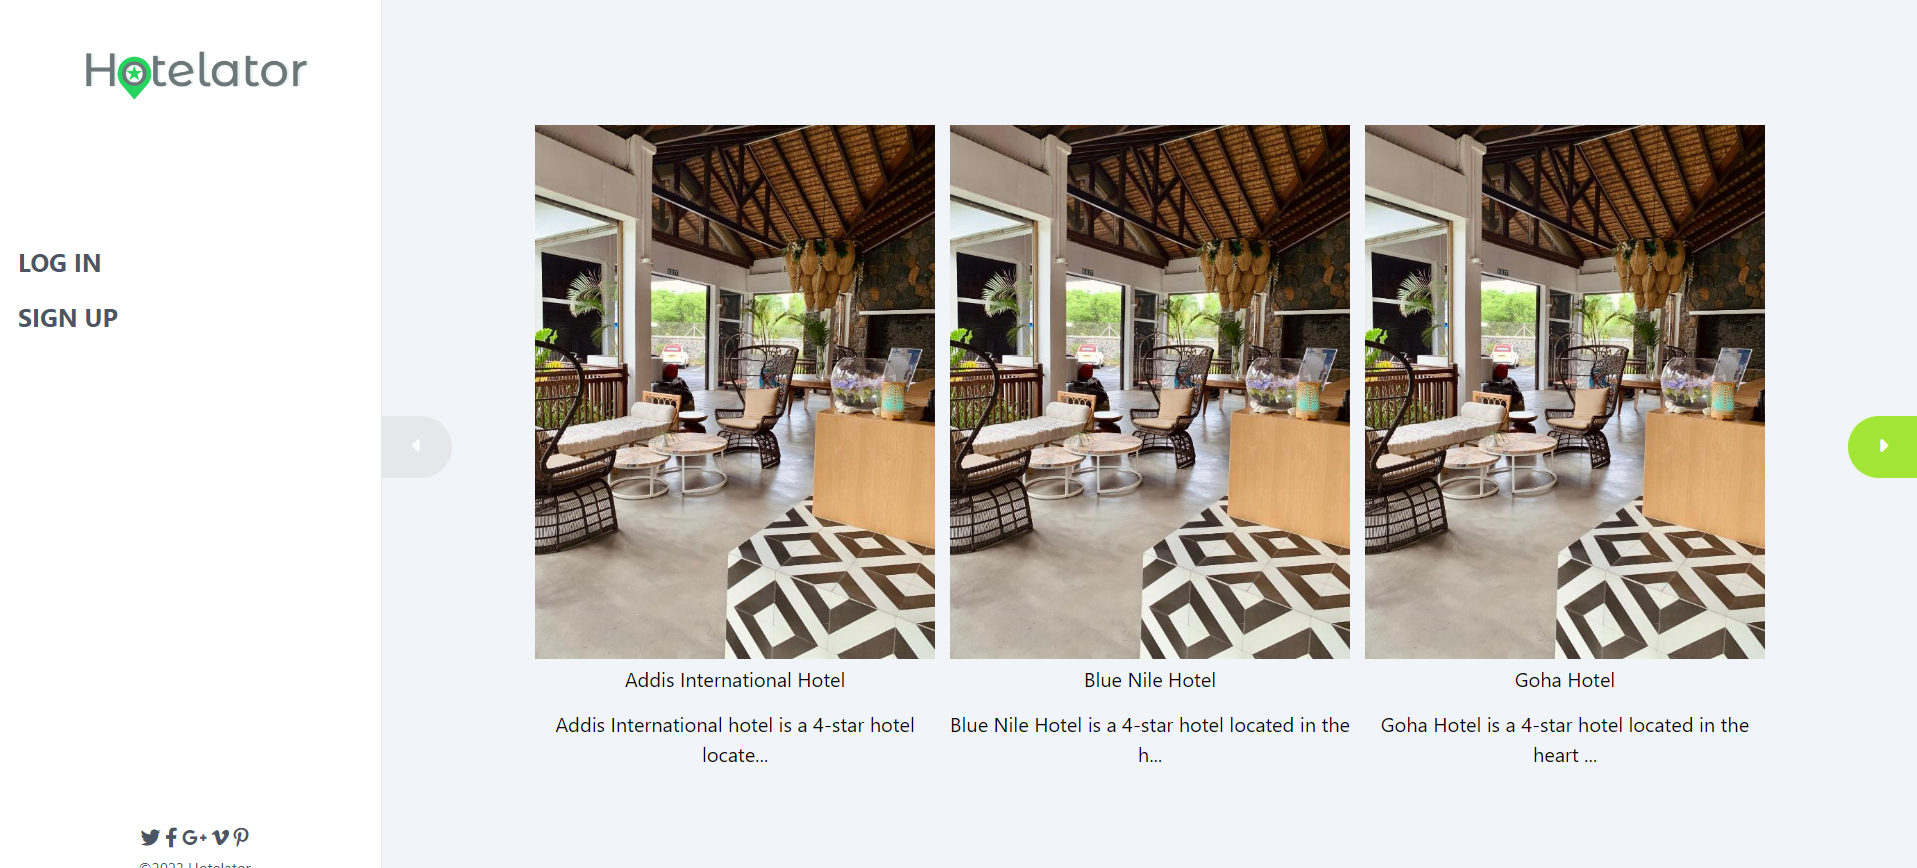 Hotelator
LOG IN
SIGN UP
Addis International Hotel
Addis International hotel is a 4-star hotel
locate...
Blue Nile Hotel
Blue Nile Hotel is a 4-star hotel located in the
h...
Goha Hotel
Goha Hotel is a 4-star hotel located in the
heart ...
©2023 Hotelator